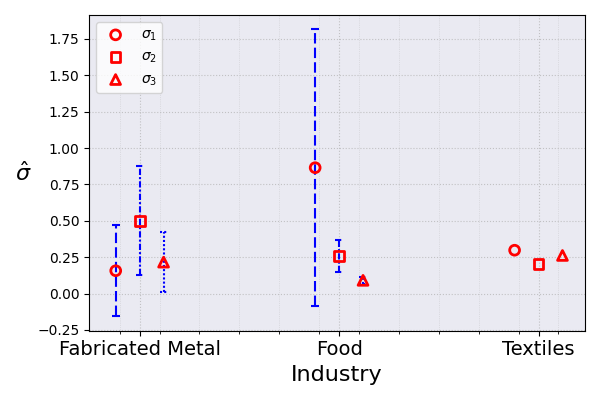 σ₁
σ₂
σ₃
1.75
1.50
1.25
1.00
0.75
0.50
0.25
0.00
−0.25
σ̂
Fabricated Metal Food Textiles
Industry